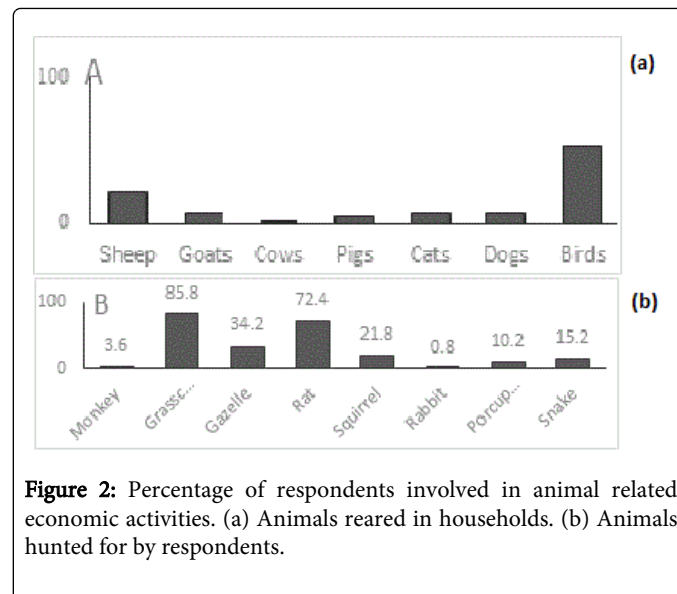 100 A (a)
0
Sheep Goats Cows Pigs Cats Dogs Birds
100 B (b)
3.6 85.8 34.2 72.4 21.8 0.8 10.2 15.2
0
Monkey Grassc... Gazelle Rat Squirrel Rabbit Porcup... Snake
Figure 2: Percentage of respondents involved in animal related
economic activities. (a) Animals reared in households. (b) Animals
hunted for by respondents.